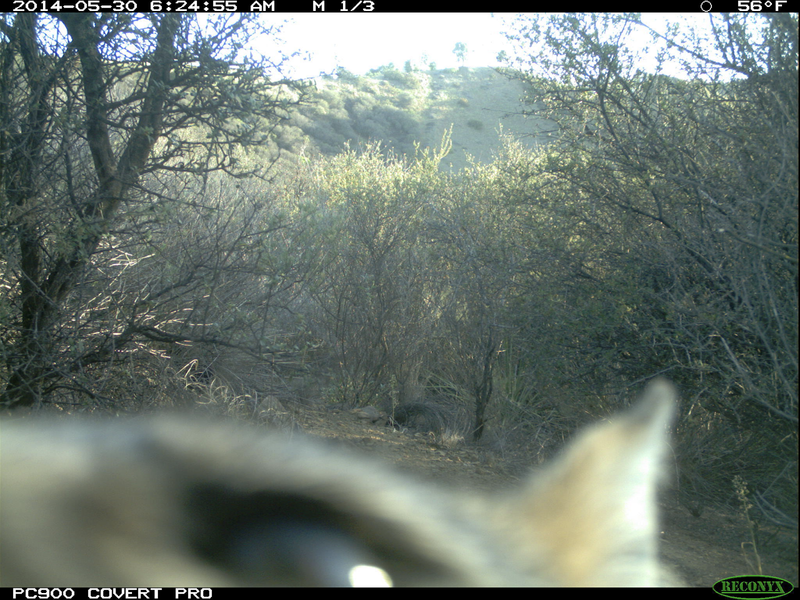 2014-05-30 6:24:55 AM M 1/3 56°F
PC900 COVERT PRO
RECONYX